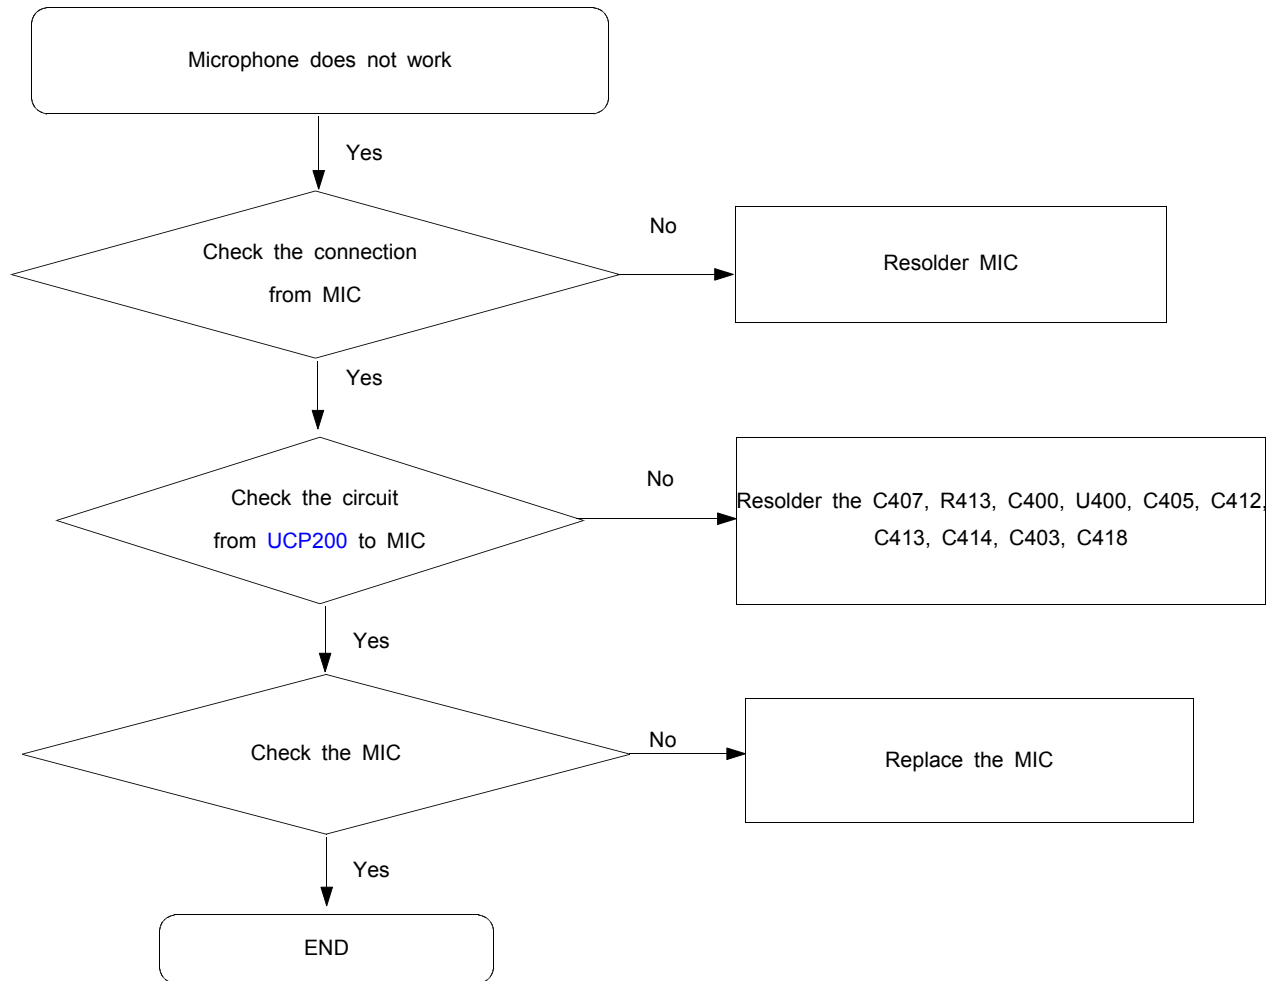 Microphone does not work
Yes
Check the connection
from MIC
No
Resolder MIC
Yes
Check the circuit
from UCP200 to MIC
No
Resolder the C407, R413, C400, U400, C405, C412,
C413, C414, C403, C418
Yes
Check the MIC
No
Replace the MIC
Yes
END